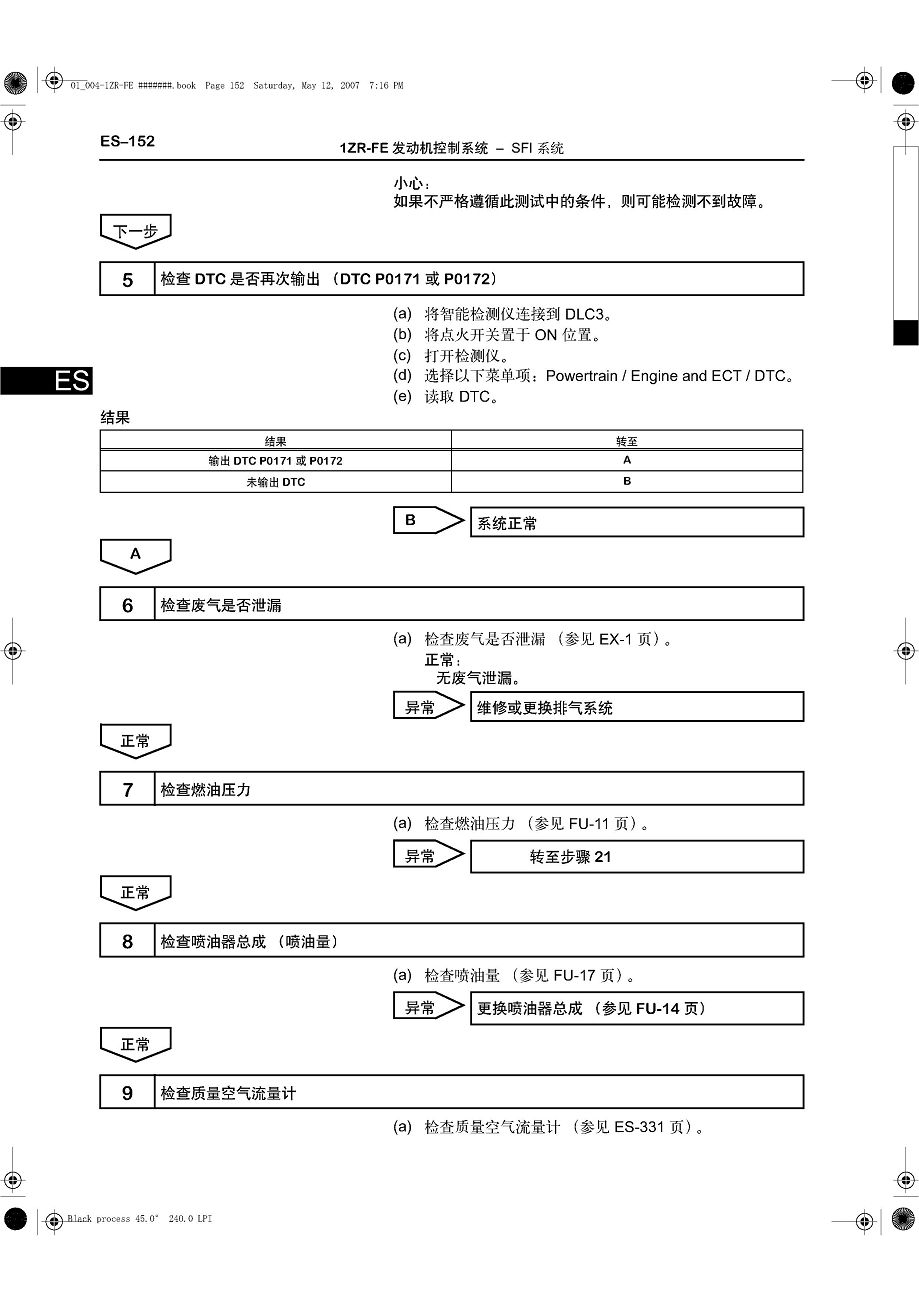 01_004-1ZR-FE #######.book  Page 152  Saturday, May 12, 2007  7:16 PM
ES–152
1ZR-FE 发动机控制系统 – SFI 系统
小心：
如果不严格遵循此测试中的条件，则可能检测不到故障。
下一步
5 检查 DTC 是否再次输出 （DTC P0171 或 P0172）
(a) 将智能检测仪连接到 DLC3。
(b) 将点火开关置于 ON 位置。
(c) 打开检测仪。
(d) 选择以下菜单项：Powertrain / Engine and ECT / DTC。
(e) 读取 DTC。
ES
结果
结果 转至
输出 DTC P0171 或 P0172 A
未输出 DTC B
B 系统正常
A
6 检查废气是否泄漏
(a) 检查废气是否泄漏 （参见 EX-1 页）。
正常：
无废气泄漏。
异常 维修或更换排气系统
正常
7 检查燃油压力
(a) 检查燃油压力 （参见 FU-11 页）。
异常 转至步骤 21
正常
8 检查喷油器总成 （喷油量）
(a) 检查喷油量 （参见 FU-17 页）。
异常 更换喷油器总成 （参见 FU-14 页）
正常
9 检查质量空气流量计
(a) 检查质量空气流量计 （参见 ES-331 页）。
Black process 45.0° 240.0 LPI